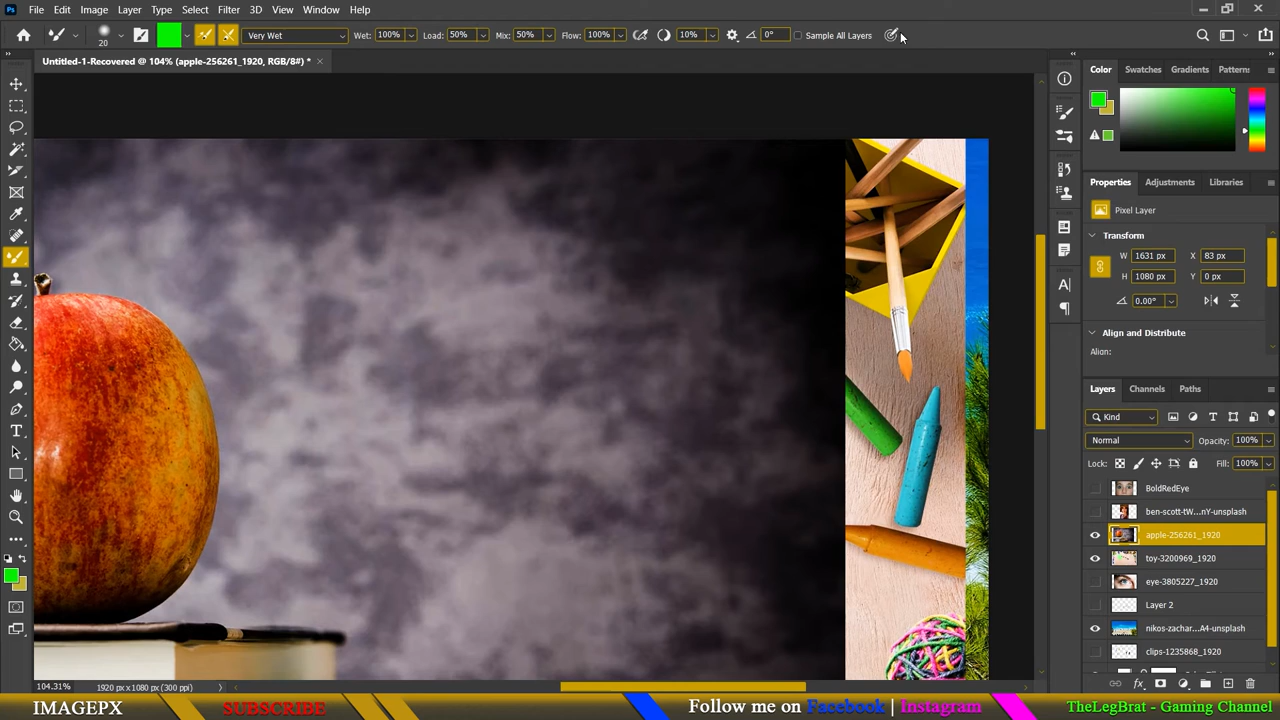 File Edit Image Layer Type Select Filter 3D View Window Help
20 Very Wet Wet: 100% Load: 50% Mix: 50% Flow: 100% 10% 0° Sample All Layers
Untitled-1-Recovered @ 104% (apple-256261_1920, RGB/8#) *
Color Swatches Gradients Patterns
Properties Adjustments Libraries
Pixel Layer
Transform
W 1631 px X 83 px
H 1080 px Y 0 px
0.00°
Align and Distribute
Align:
Layers Channels Paths
Kind
Normal Opacity: 100%
Lock: Fill: 100%
BoldRedEye
ben-scott-tW...nY-unsplash
apple-256261_1920
toy-3200969_1920
eye-3805227_1920
Layer 2
nikos-zachar...A4-unsplash
clips-1235868_1920
104.31% 1920 px x 1080 px (300 ppi)
IMAGEPX SUBSCRIBE Follow me on Facebook | Instagram TheLegBrat - Gaming Channel